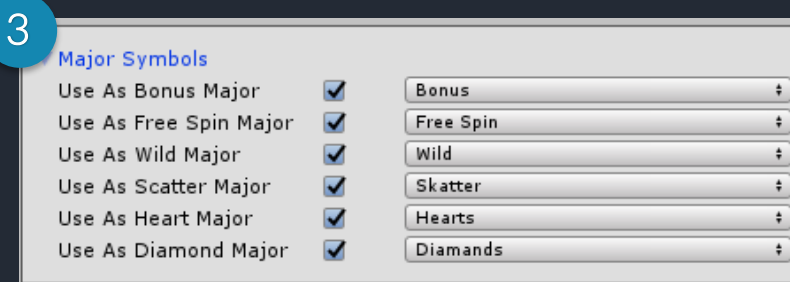 3
Major Symbols
Use As Bonus Major Bonus
Use As Free Spin Major Free Spin
Use As Wild Major Wild
Use As Scatter Major Skatter
Use As Heart Major Hearts
Use As Diamond Major Diamands